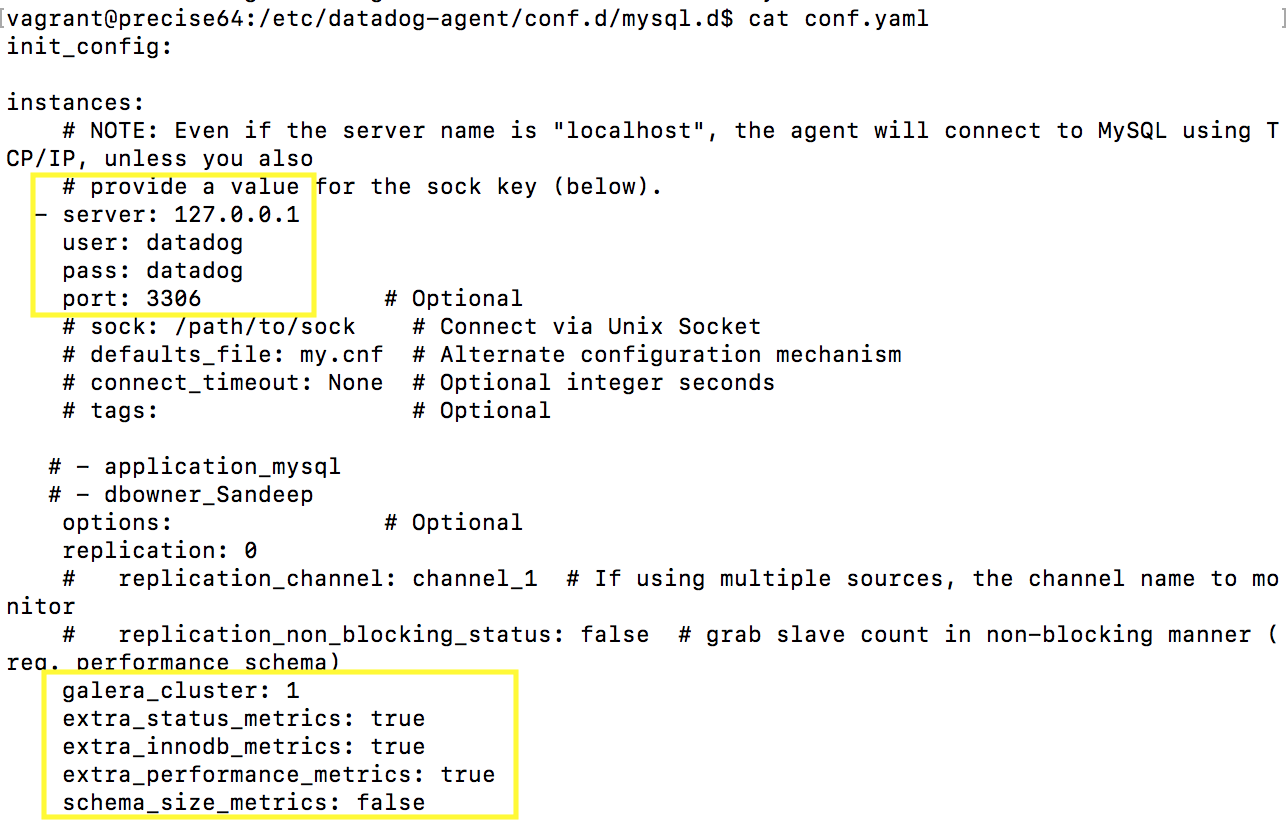 [vagrant@precise64:/etc/datadog-agent/conf.d/mysql.d$ cat conf.yaml ]
init_config:
instances:
# NOTE: Even if the server name is "localhost", the agent will connect to MySQL using T
CP/IP, unless you also
# provide a value for the sock key (below).
- server: 127.0.0.1
user: datadog
pass: datadog
port: 3306 # Optional
# sock: /path/to/sock # Connect via Unix Socket
# defaults_file: my.cnf # Alternate configuration mechanism
# connect_timeout: None # Optional integer seconds
# tags: # Optional
# - application_mysql
# - dbowner_Sandeep
options: # Optional
replication: 0
# replication_channel: channel_1 # If using multiple sources, the channel name to mo
nitor
# replication_non_blocking_status: false # grab slave count in non-blocking manner (
req. performance_schema)
galera_cluster: 1
extra_status_metrics: true
extra_innodb_metrics: true
extra_performance_metrics: true
schema_size_metrics: false